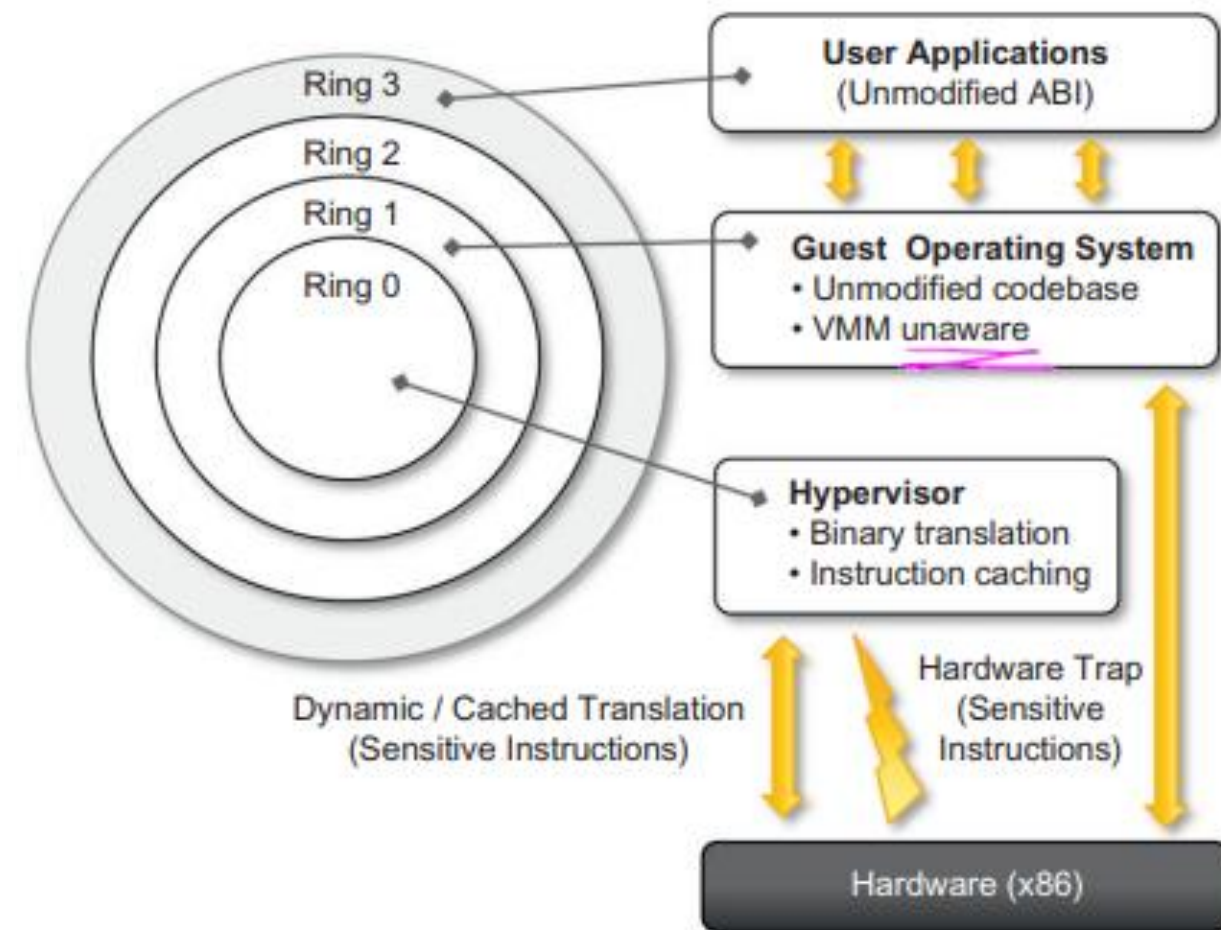 Ring 3
Ring 2
Ring 1
Ring 0
User Applications
(Unmodified ABI)
Guest Operating System
• Unmodified codebase
• VMM unaware
Hypervisor
• Binary translation
• Instruction caching
Dynamic / Cached Translation
(Sensitive Instructions)
Hardware Trap
(Sensitive
Instructions)
Hardware (x86)